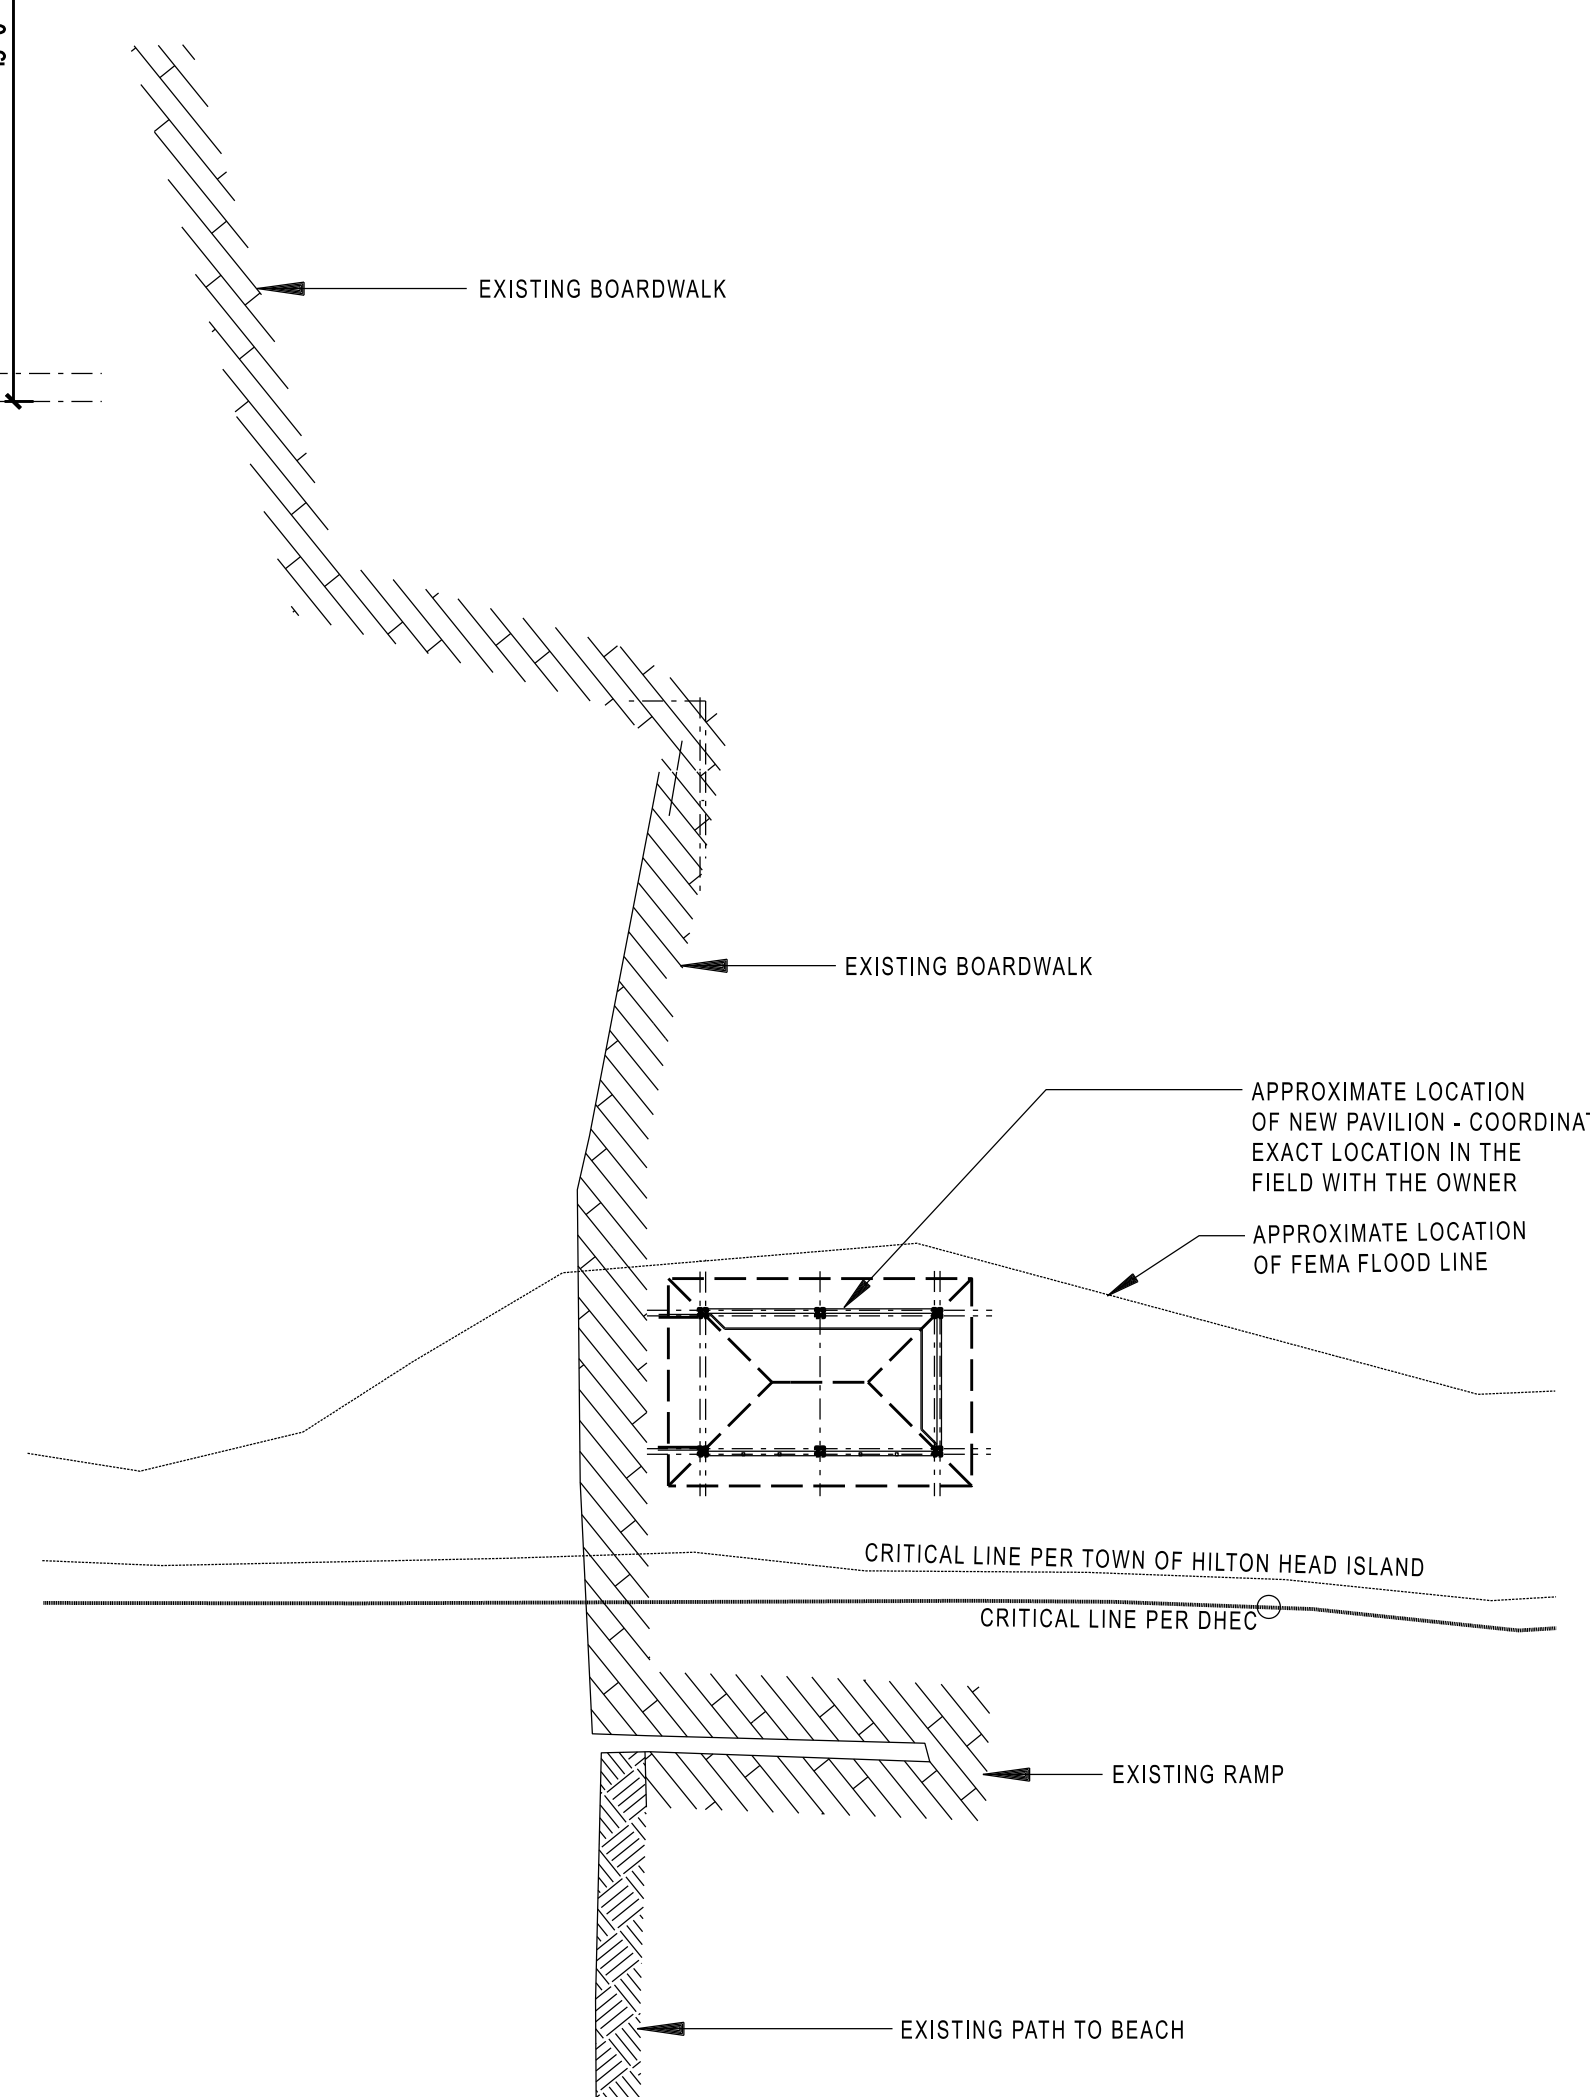 EXISTING BOARDWALK
EXISTING BOARDWALK
APPROXIMATE LOCATION
OF NEW PAVILION - COORDINAT
EXACT LOCATION IN THE
FIELD WITH THE OWNER
APPROXIMATE LOCATION
OF FEMA FLOOD LINE
CRITICAL LINE PER TOWN OF HILTON HEAD ISLAND
CRITICAL LINE PER DHEC
EXISTING RAMP
EXISTING PATH TO BEACH